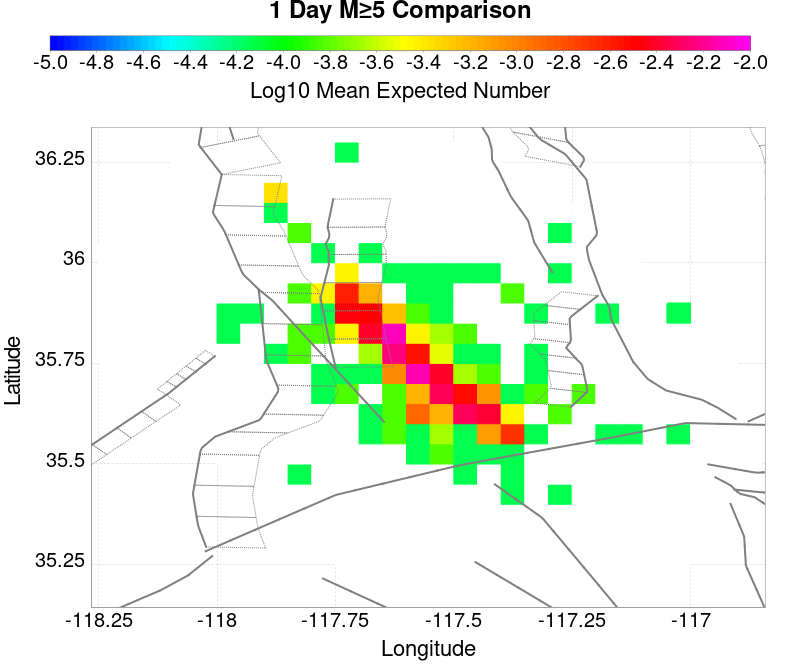 1 Day M≥5 Comparison
-5.0 -4.8 -4.6 -4.4 -4.2 -4.0 -3.8 -3.6 -3.4 -3.2 -3.0 -2.8 -2.6 -2.4 -2.2 -2.0
Log10 Mean Expected Number
36.25
36
35.75
35.5
35.25
Latitude
-118.25 -118 -117.75 -117.5 -117.25 -117
Longitude